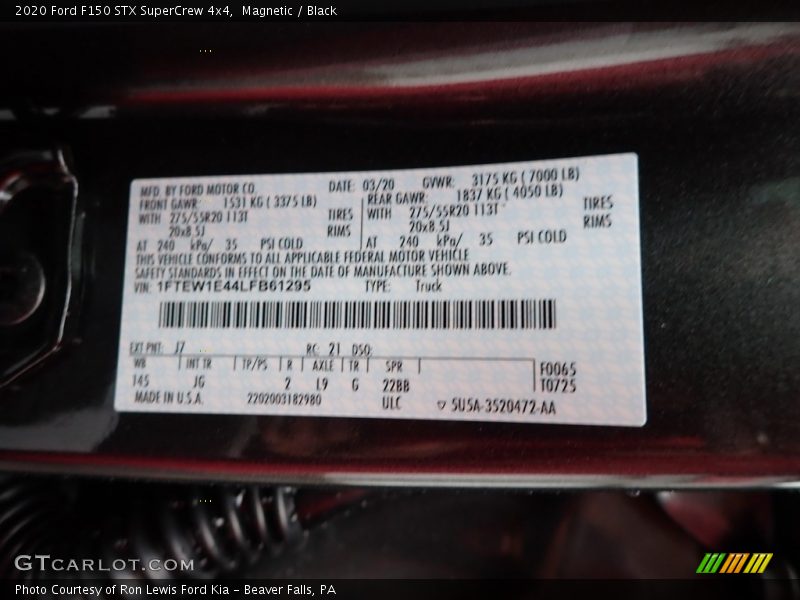 2020 Ford F150 STX SuperCrew 4x4,  Magnetic / Black
MFD. BY FORD MOTOR CO. DATE: 03/20 GVWR: 3175 KG ( 7000 LB)
FRONT GAWR: 1531 KG ( 3375 LB) REAR GAWR: 1837 KG ( 4050 LB)
WITH 275/55R20 113T TIRES WITH 275/55R20 113T TIRES
20x8.5J RIMS 20x8.5J RIMS
AT 240 kPa/ 35 PSI COLD AT 240 kPa/ 35 PSI COLD
THIS VEHICLE CONFORMS TO ALL APPLICABLE FEDERAL MOTOR VEHICLE
SAFETY STANDARDS IN EFFECT ON THE DATE OF MANUFACTURE SHOWN ABOVE.
VIN: 1FTEW1E44LFB61295 TYPE: Truck
EXT PNT: J7 RC: 21 DSO:
WB INT TR TP/PS R AXLE TR SPR F0065
145 JG 2 L9 G 22BB T0725
MADE IN U.S.A. 2202003182980 ULC ▽ 5U5A-3520472-AA
GTCARLOT.COM
Photo Courtesy of Ron Lewis Ford Kia – Beaver Falls, PA